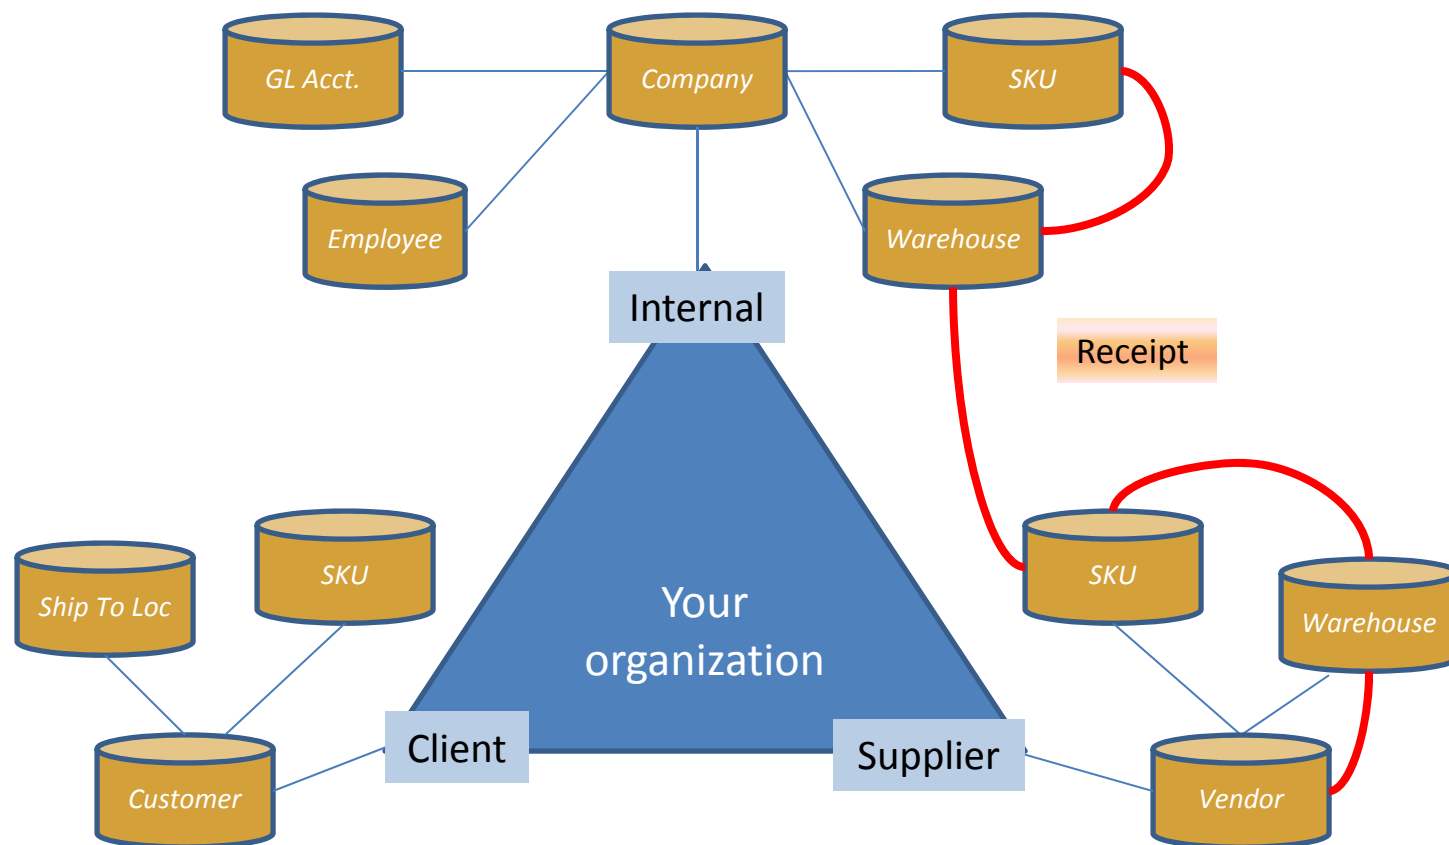 GL Acct.
Company
SKU
Employee
Warehouse
Internal
Receipt
SKU
SKU
Ship To Loc
Warehouse
Your
organization
Client
Supplier
Customer
Vendor